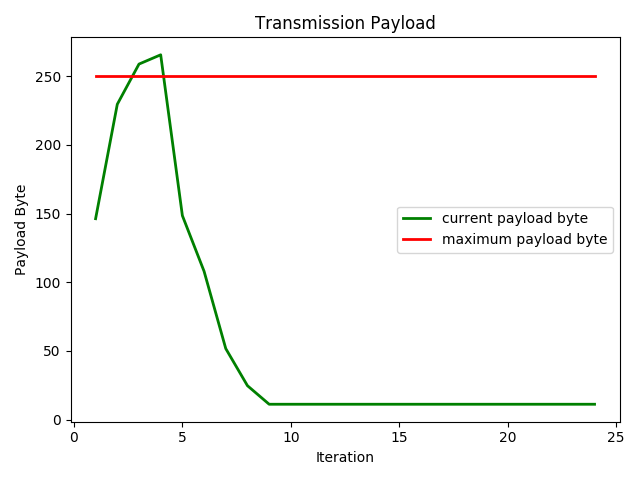 Transmission Payload
Payload Byte
250
200
150
100
50
0
current payload byte
maximum payload byte
0
5
10
15
20
25
Iteration